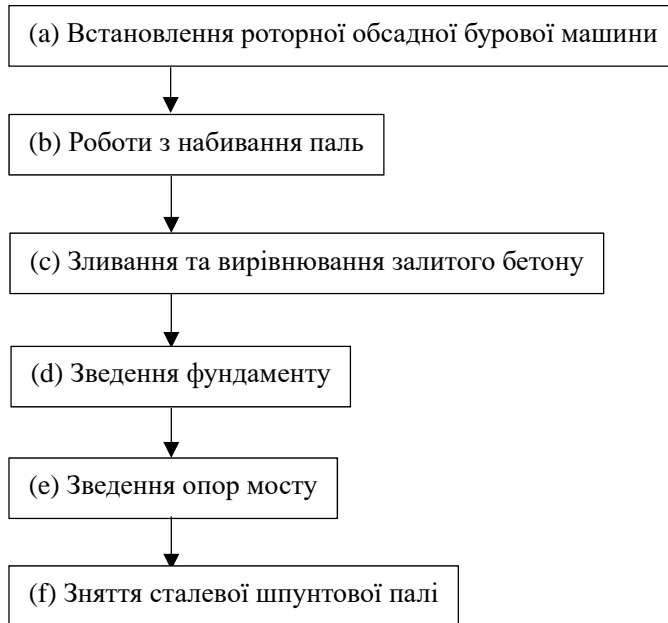 (a) Встановлення роторної обсадної бурової машини
(b) Роботи з набивання паль
(c) Зливання та вирівнювання залитого бетону
(d) Зведення фундаменту
(e) Зведення опор мосту
(f) Зняття сталевої шпунтової палі